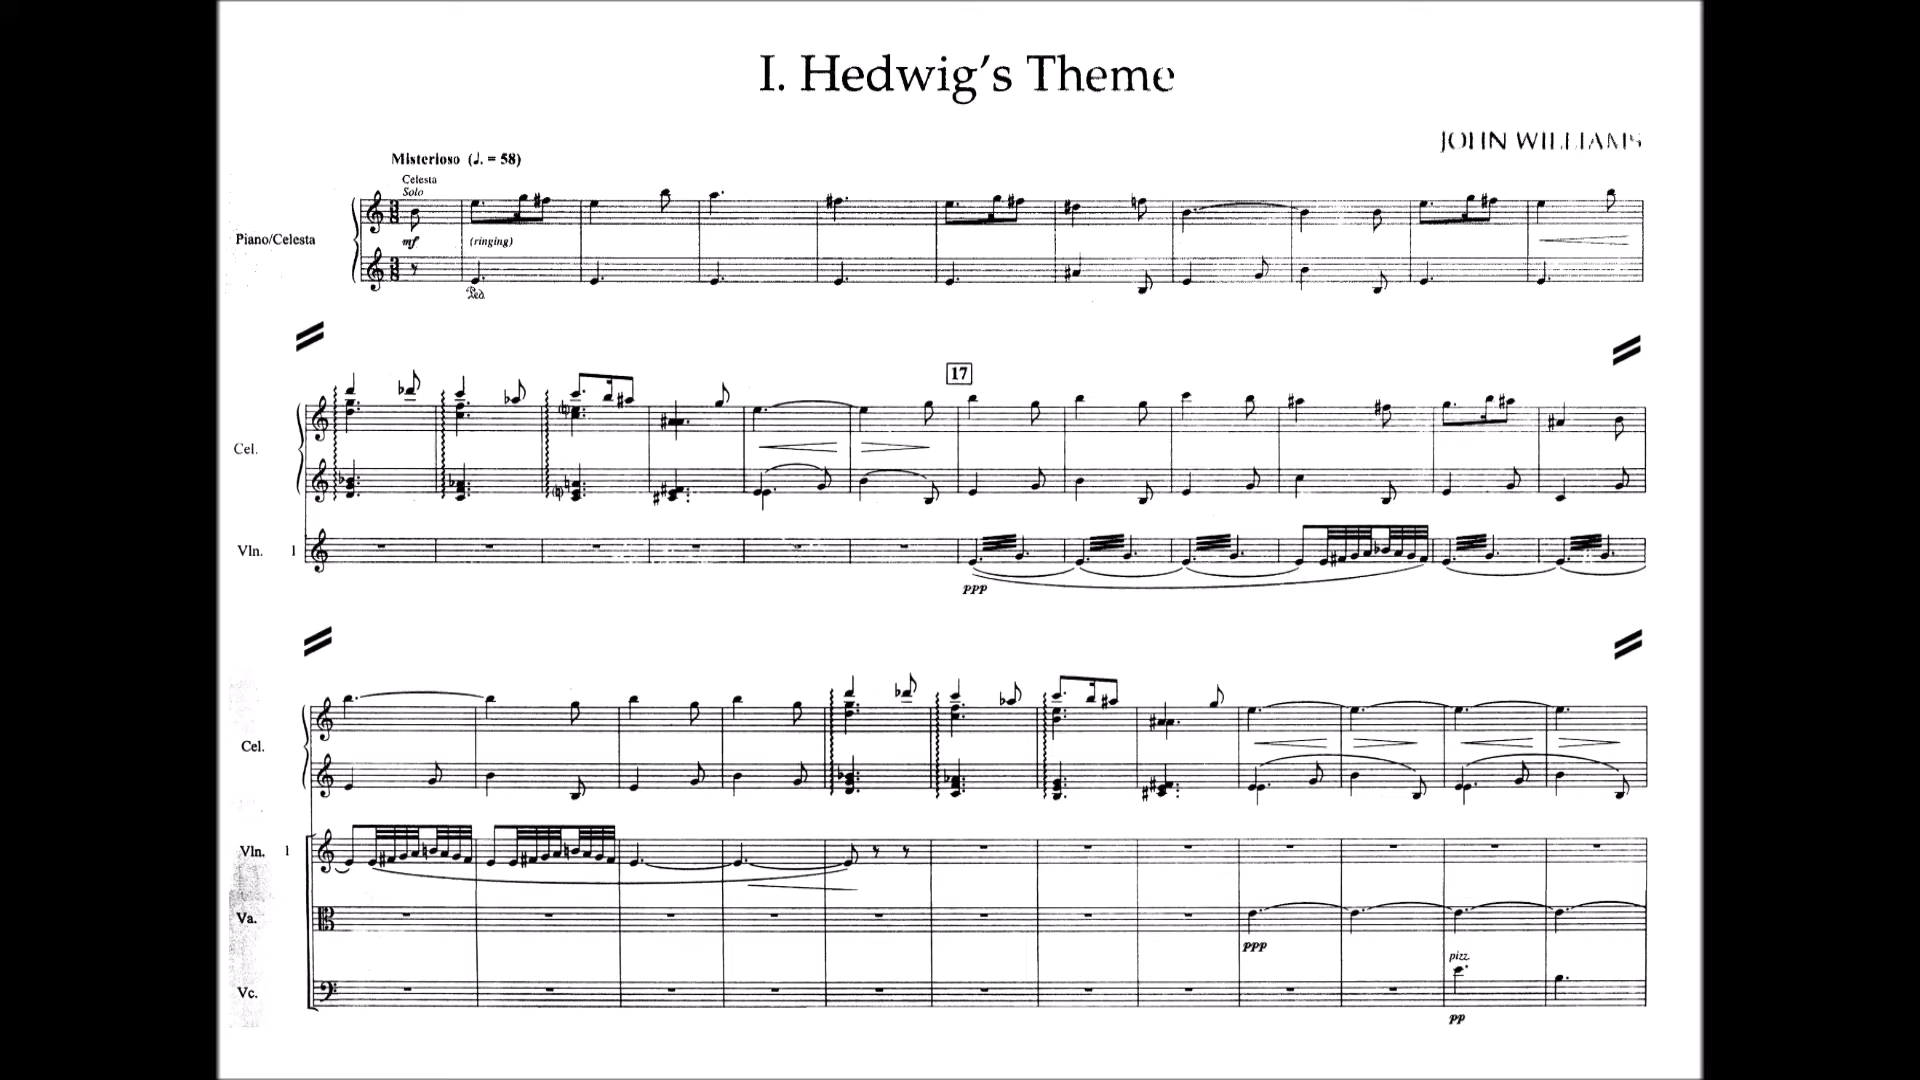 I. Hedwig's Theme
JOHN WILLIAMS
Misterioso (♩. = 58)
Celesta
Solo
Piano/Celesta
mf
(ringing)
Ped.
17
Cel.
Vln. 1
ppp
Cel.
Vln. 1
Va.
ppp
pizz.
Vc.
pp